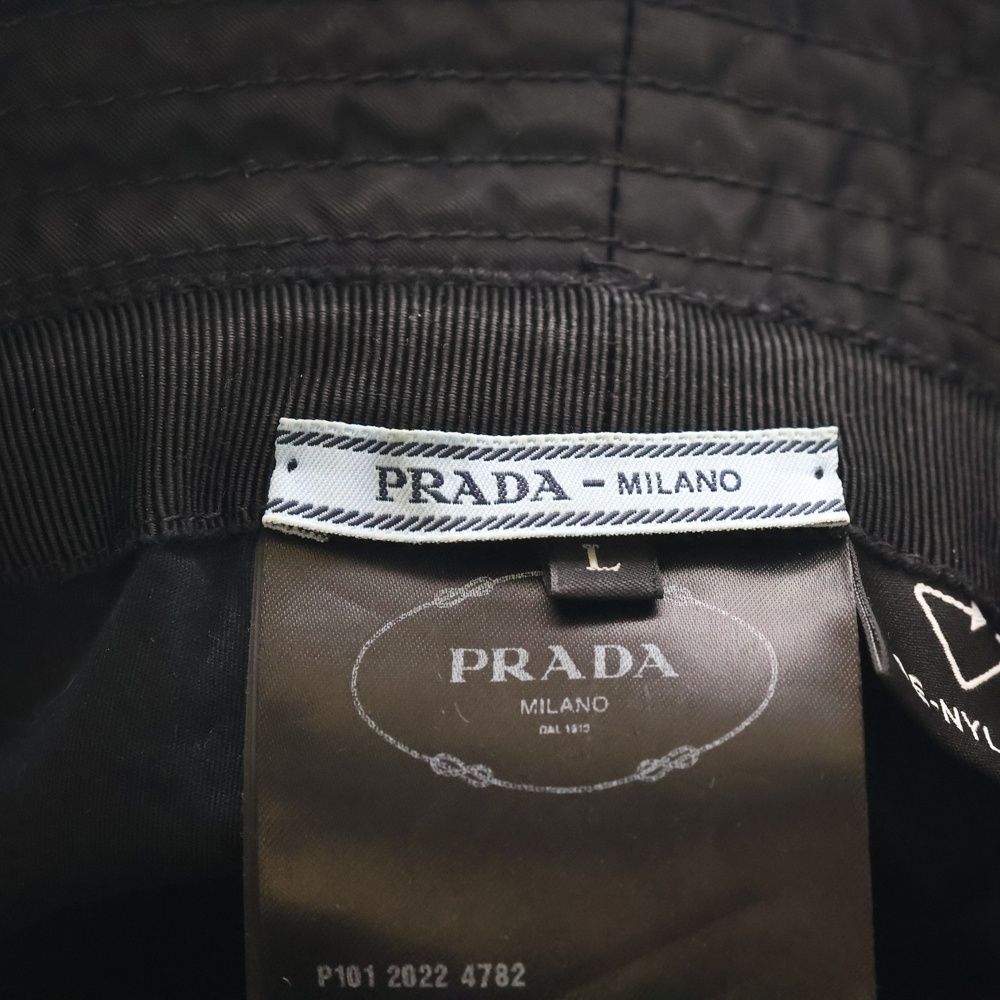 PRADA - MILANO
L
PRADA
MILANO
DAL 1913
P101 2022 4782